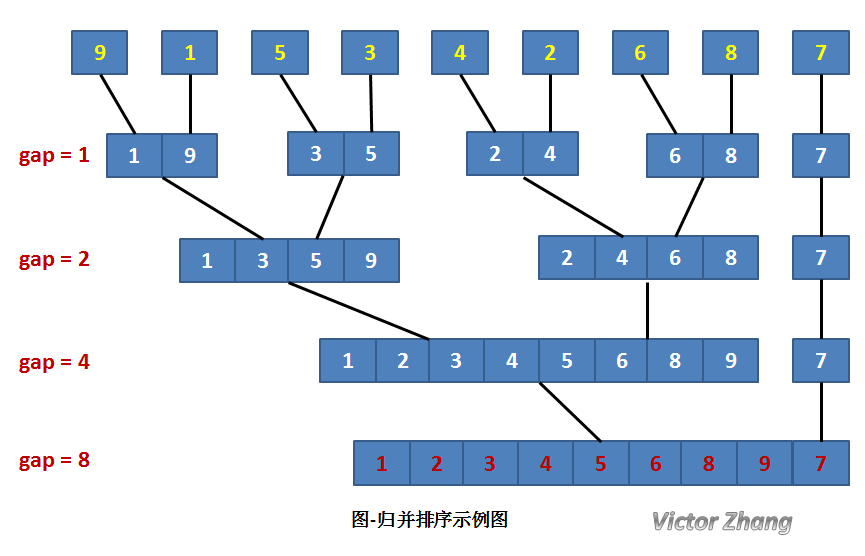 9 1 5 3 4 2 6 8 7
gap = 1 1 9 3 5 2 4 6 8 7
gap = 2 1 3 5 9 2 4 6 8 7
gap = 4 1 2 3 4 5 6 8 9 7
gap = 8 1 2 3 4 5 6 8 9 7
图-归并排序示例图
Victor Zhang